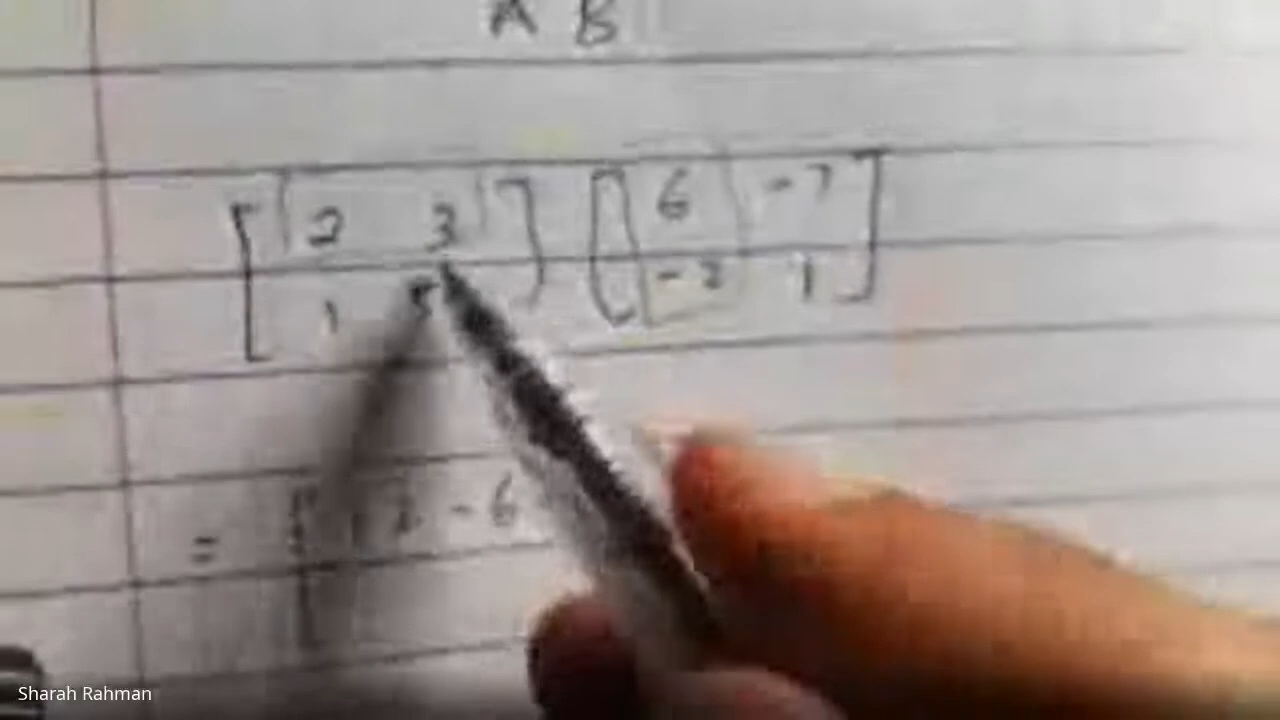 A B
[ 2 3 ] [ 6 -7 ]
[ 1 5 ] [ -2 1 ]
= [ 12 - 6
Sharah Rahman